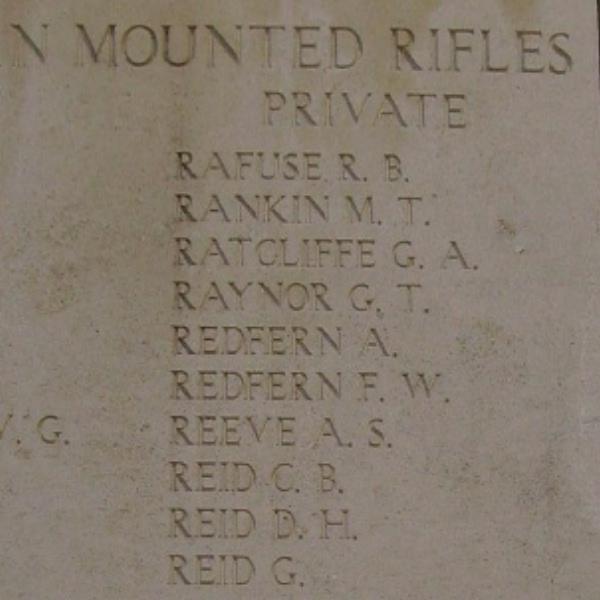 N MOUNTED RIFLES
PRIVATE
RAFUSE R. B.
RANKIN M. T.
RATCLIFFE G. A.
RAYNOR G. T.
REDFERN A.
REDFERN F. W.
. G. REEVE A. S.
REID C. B.
REID D. H.
REID G.